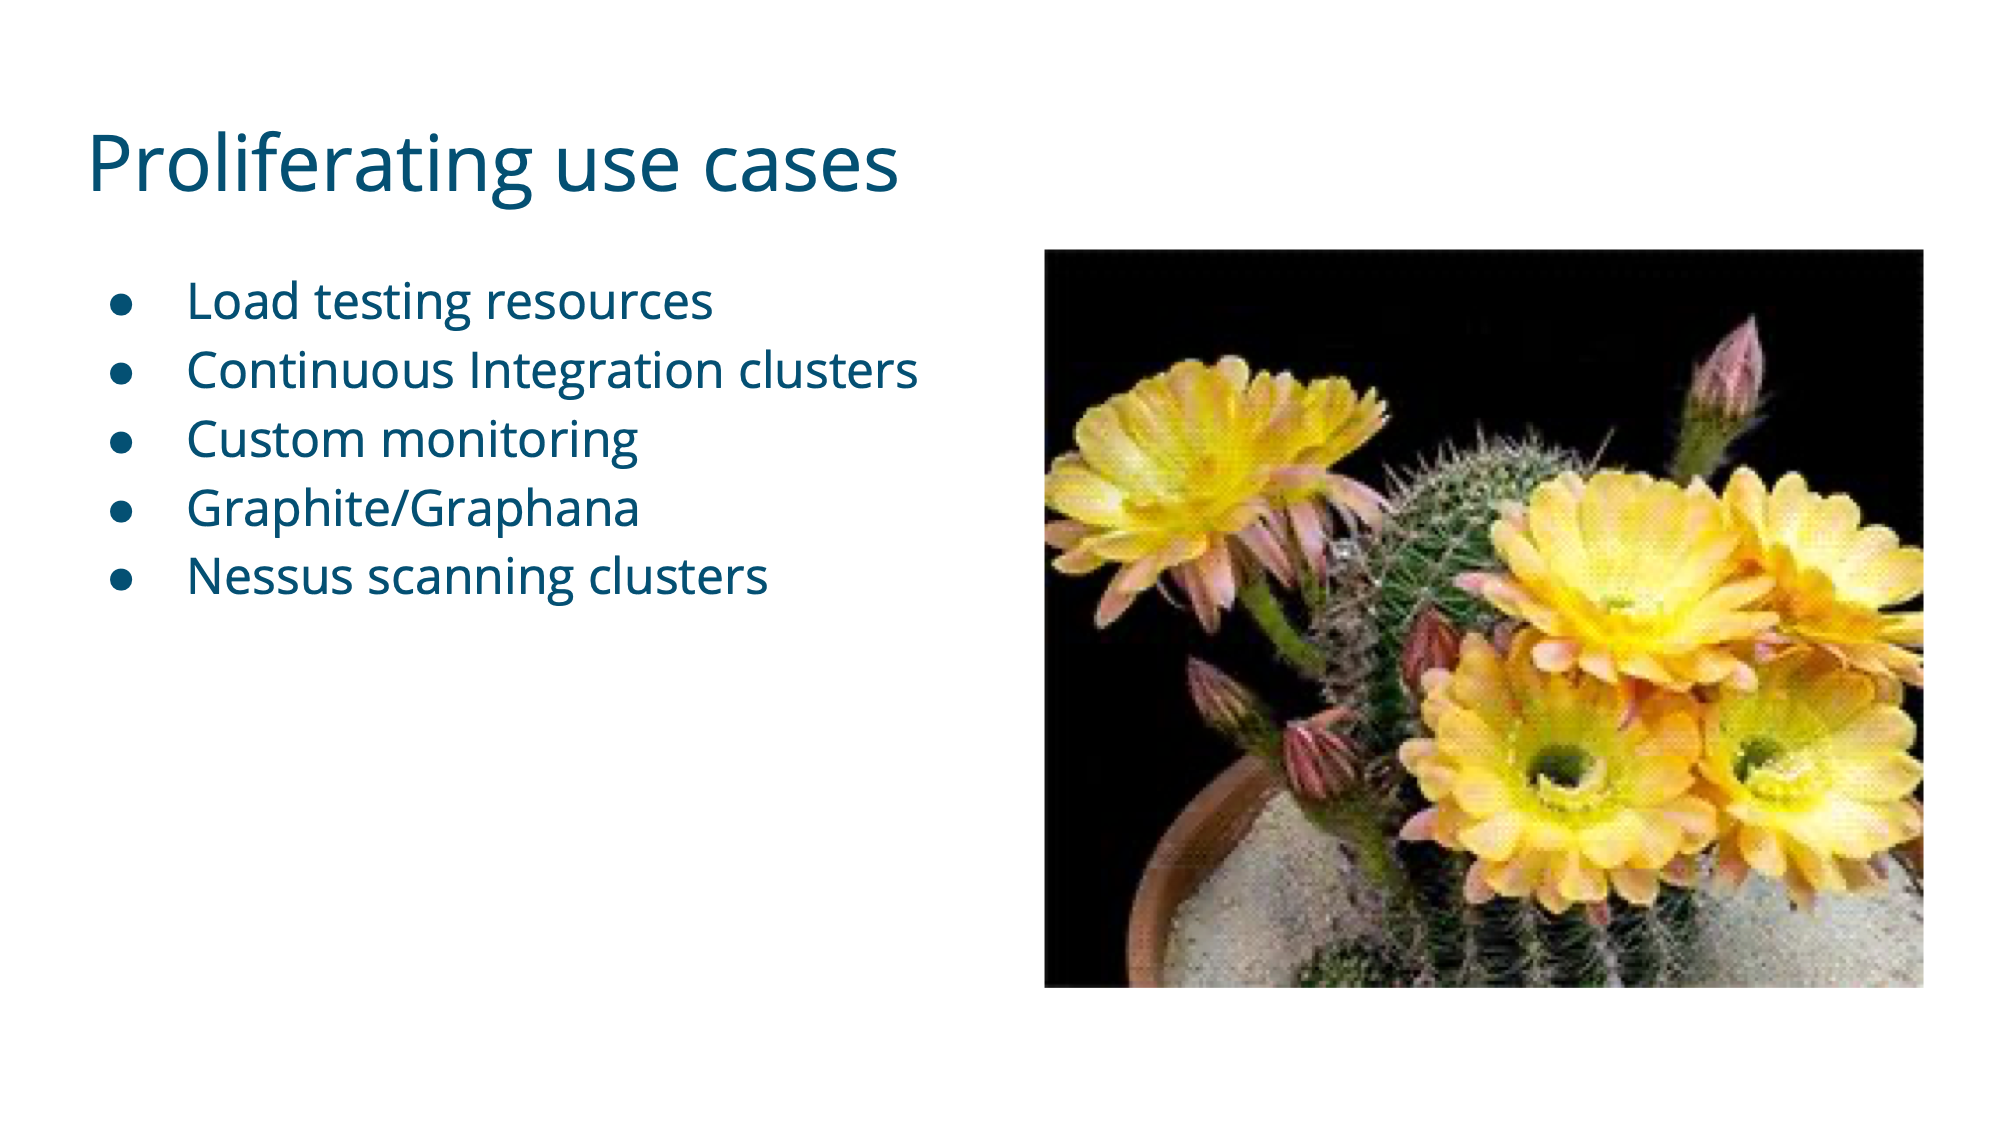 Proliferating use cases
● Load testing resources
● Continuous Integration clusters
● Custom monitoring
● Graphite/Graphana
● Nessus scanning clusters